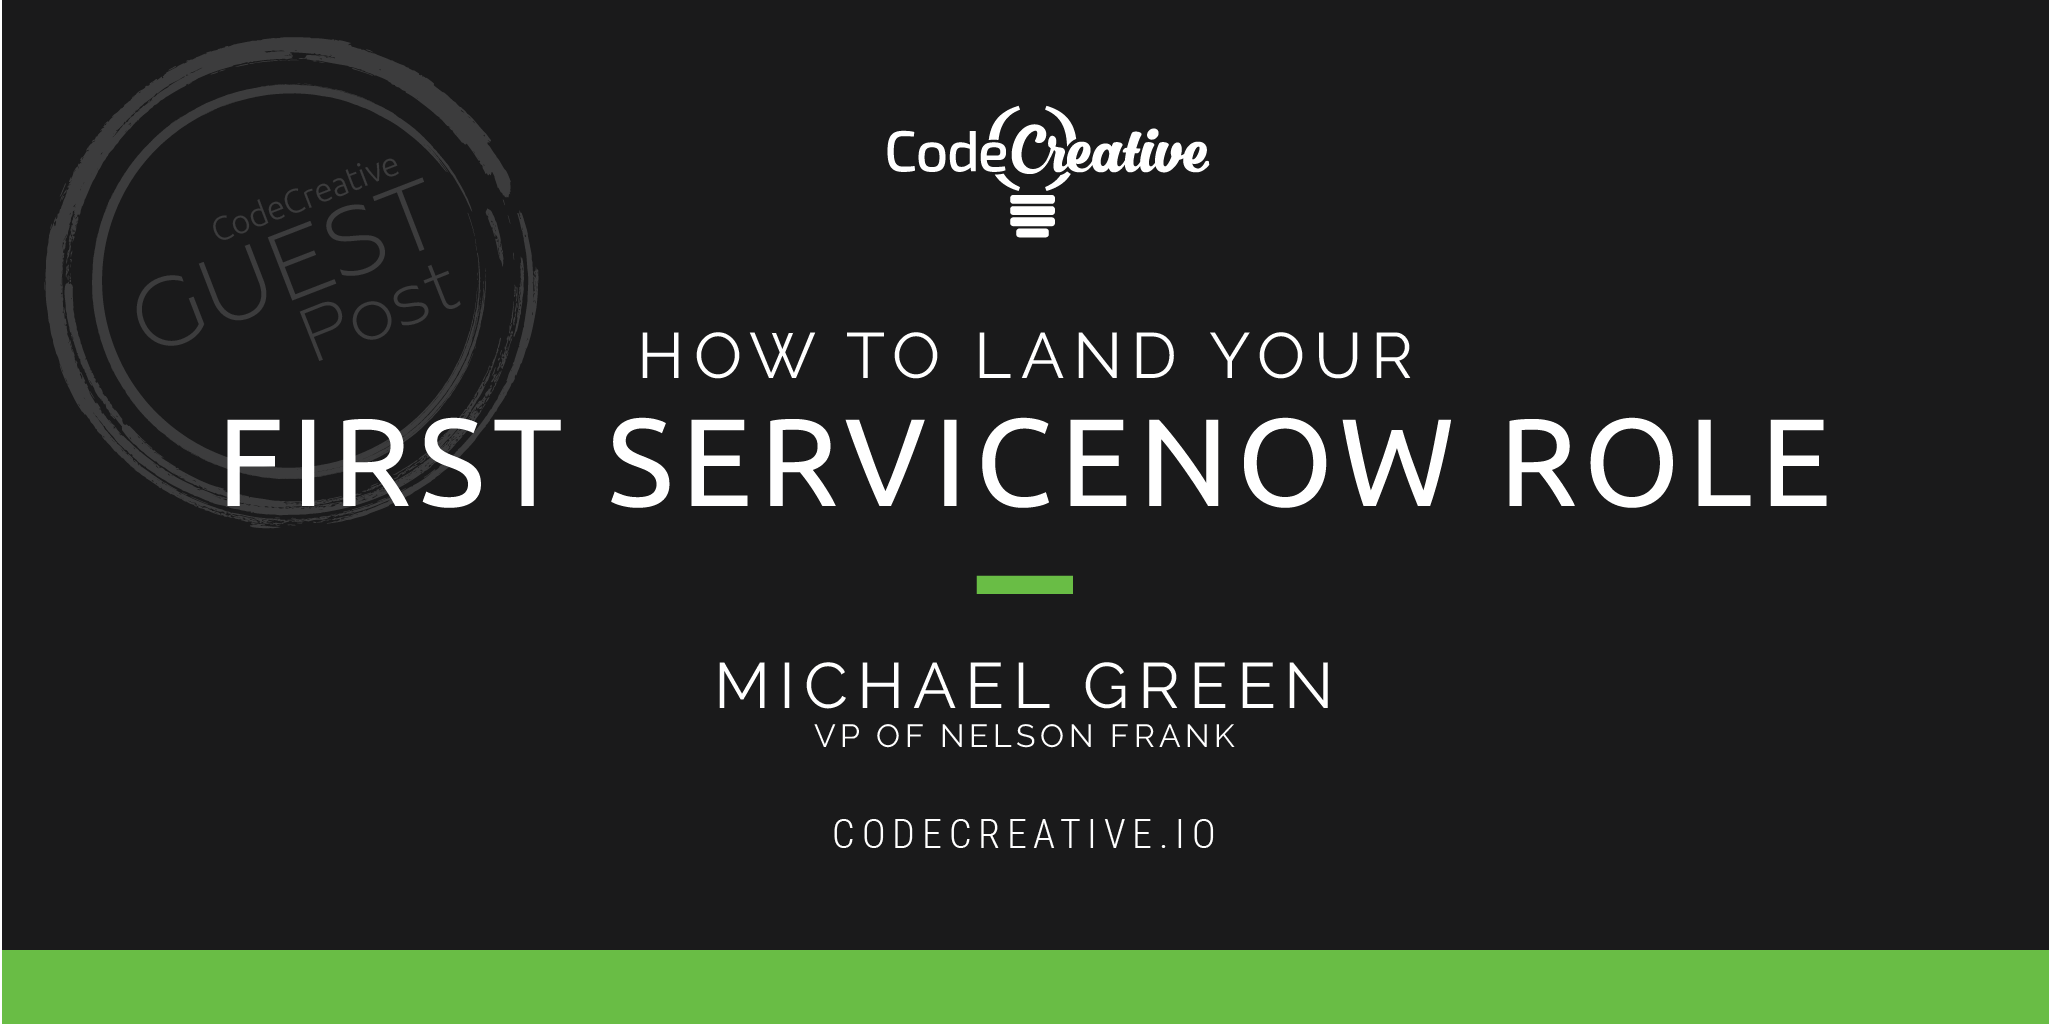 CodeCreative
GUEST
Post
CodeCreative
HOW TO LAND YOUR
FIRST SERVICENOW ROLE
MICHAEL GREEN
VP OF NELSON FRANK
CODECREATIVE.IO